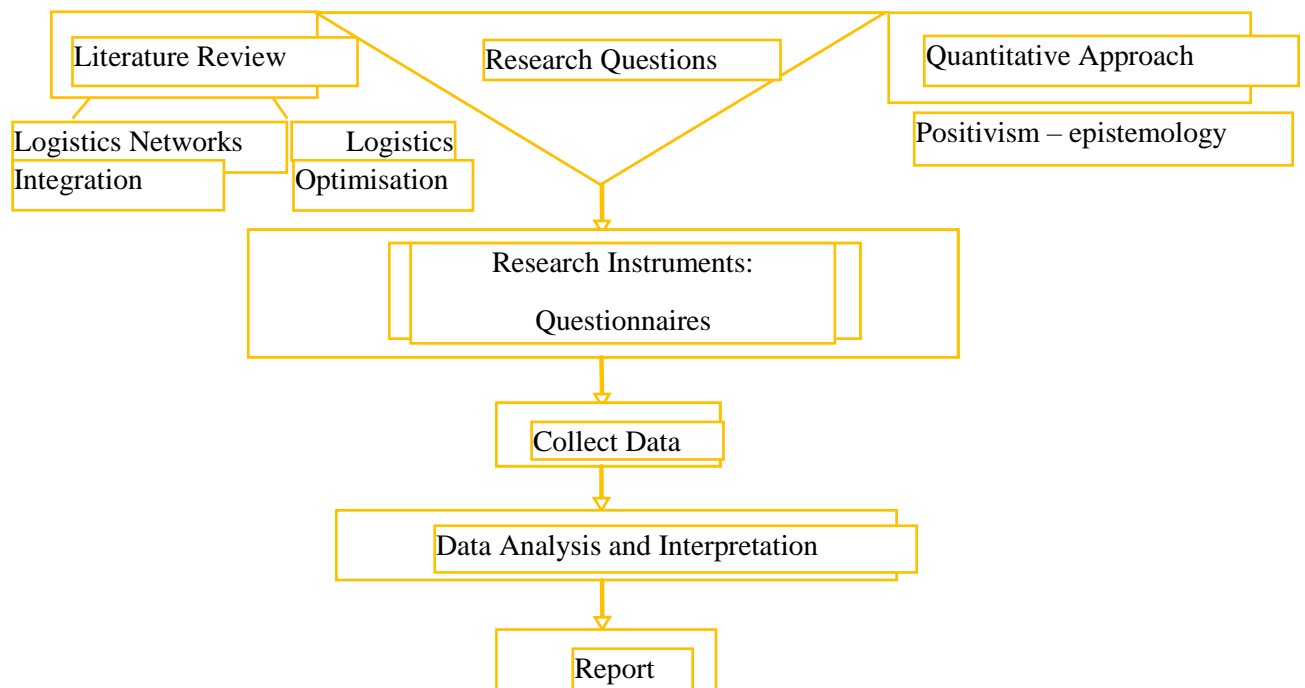 Literature Review
Research Questions
Quantitative Approach
Logistics Networks
Integration
Logistics
Optimisation
Positivism – epistemology
Research Instruments:
Questionnaires
Collect Data
Data Analysis and Interpretation
Report